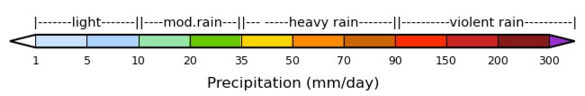 |-------light-------||----mod.rain---||--- -----heavy rain-------||----------violent rain----------|
1 5 10 20 35 50 70 90 150 200 300
Precipitation (mm/day)